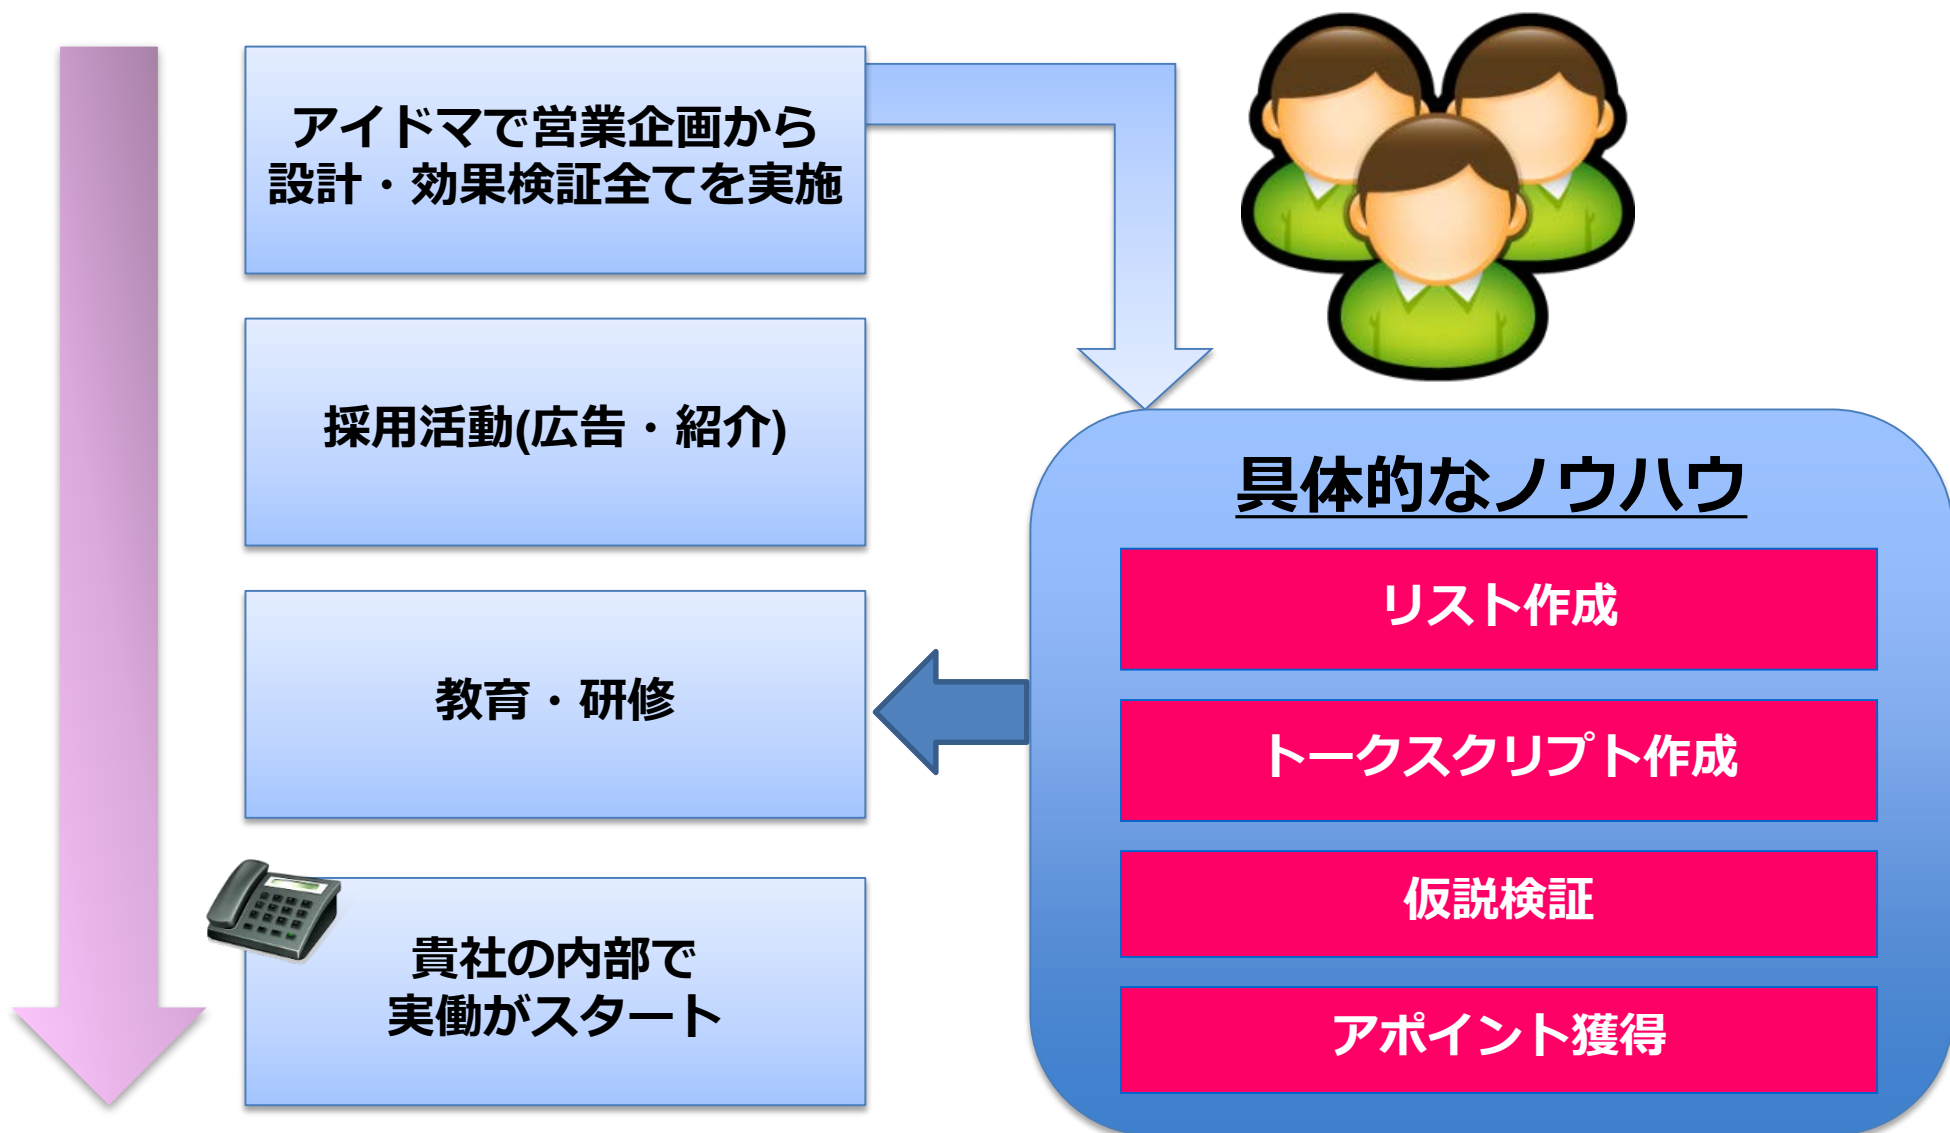 アイドマで営業企画から
設計・効果検証全てを実施
採用活動(広告・紹介)
教育・研修
貴社の内部で
実働がスタート
具体的なノウハウ
リスト作成
トークスクリプト作成
仮説検証
アポイント獲得